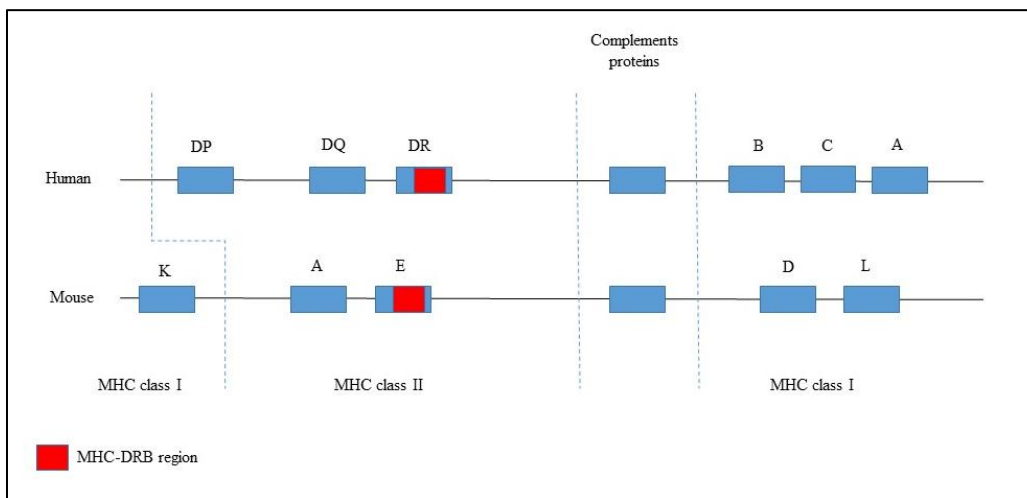 Complements
proteins
DP DQ DR B C A
Human
K A E D L
Mouse
MHC class I MHC class II MHC class I
MHC-DRB region